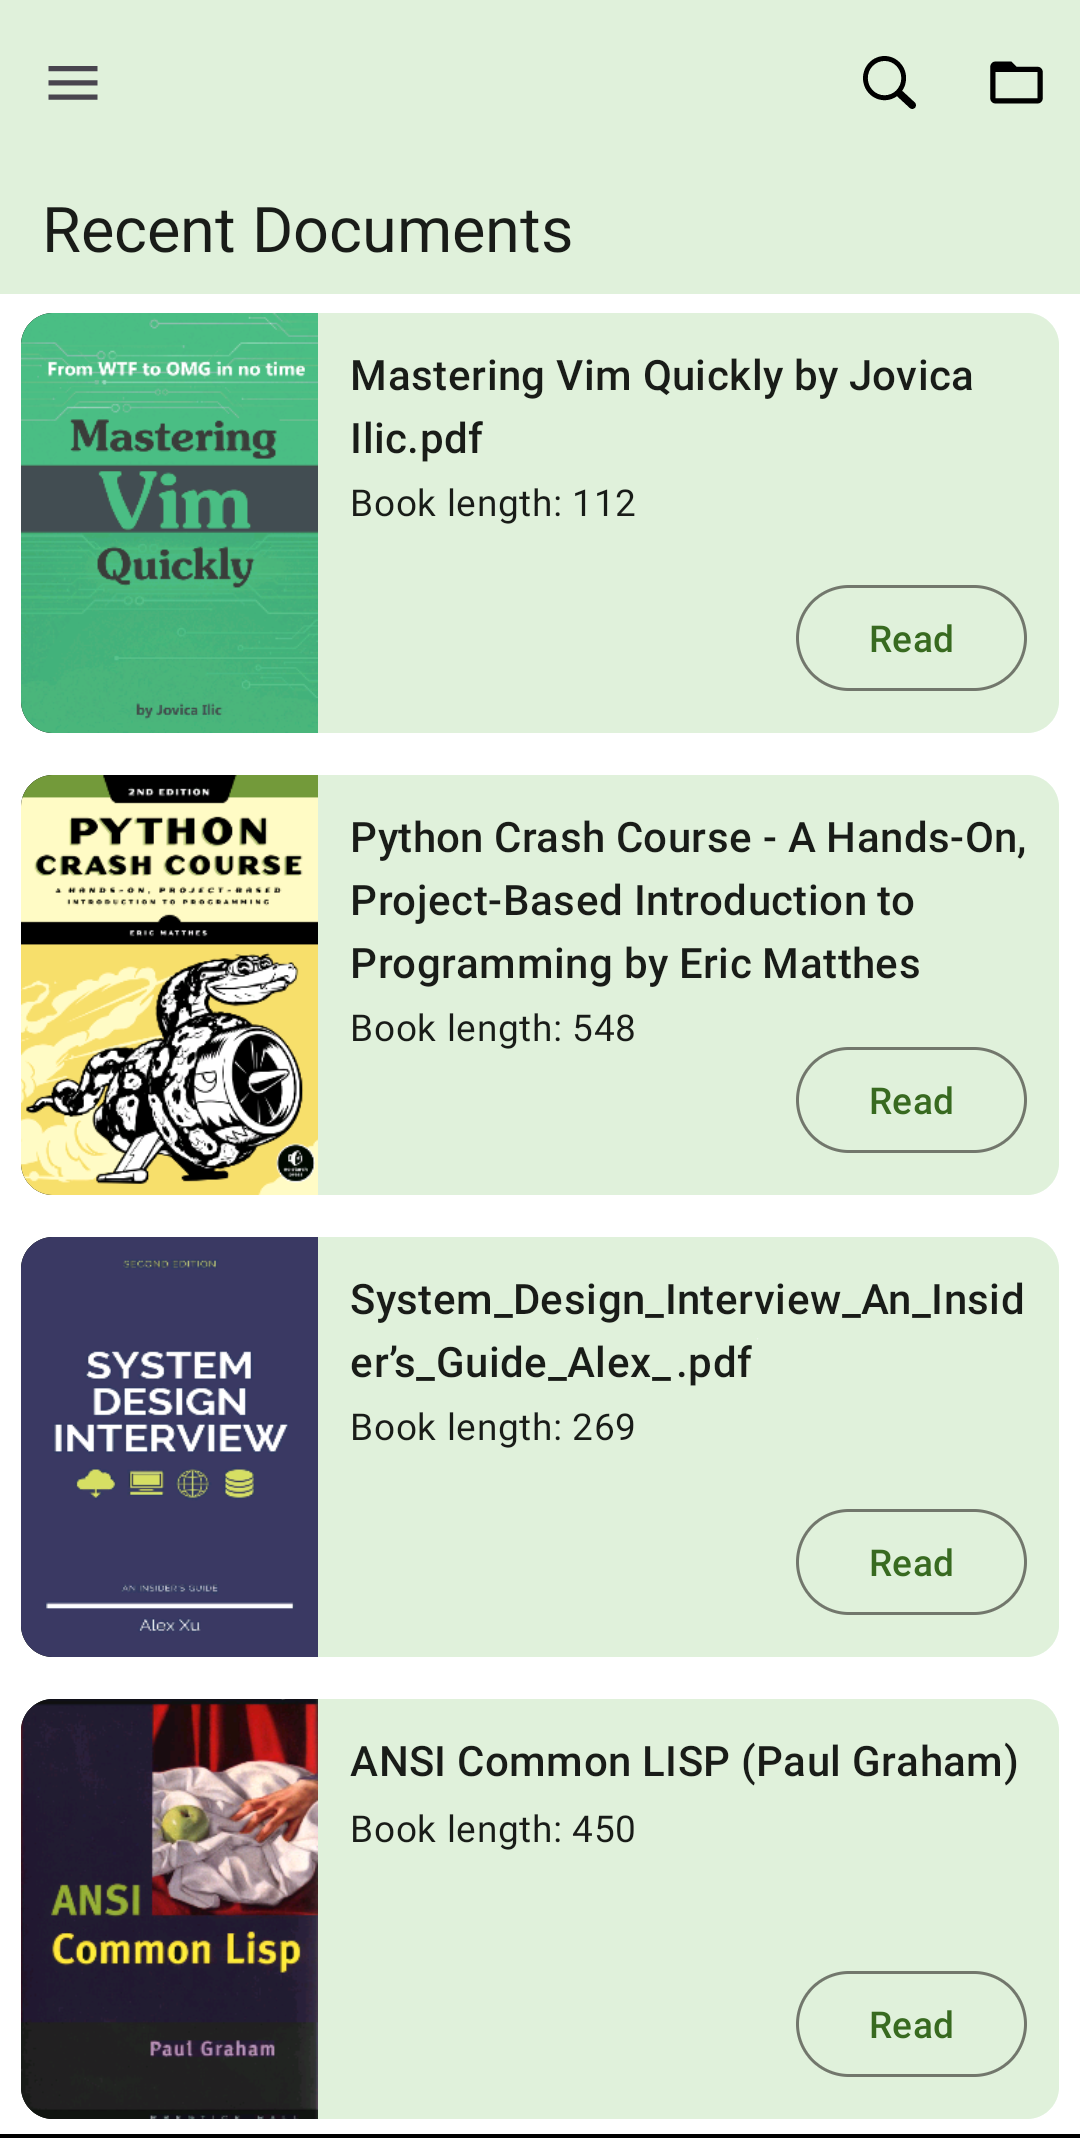 Recent Documents
From WTF to OMG in no time
Mastering
Vim
Quickly
by Jovica Ilic
Mastering Vim Quickly by Jovica
Ilic.pdf
Book length: 112
Read
2ND EDITION
PYTHON
CRASH COURSE
A HANDS-ON, PROJECT-BASED
INTRODUCTION TO PROGRAMMING
ERIC MATTHES
Python Crash Course - A Hands-On,
Project-Based Introduction to
Programming by Eric Matthes
Book length: 548
Read
SECOND EDITION
SYSTEM
DESIGN
INTERVIEW
AN INSIDER'S GUIDE
Alex Xu
System_Design_Interview_An_Insid
er’s_Guide_Alex_.pdf
Book length: 269
Read
ANSI
Common Lisp
Paul Graham
ANSI Common LISP (Paul Graham)
Book length: 450
Read